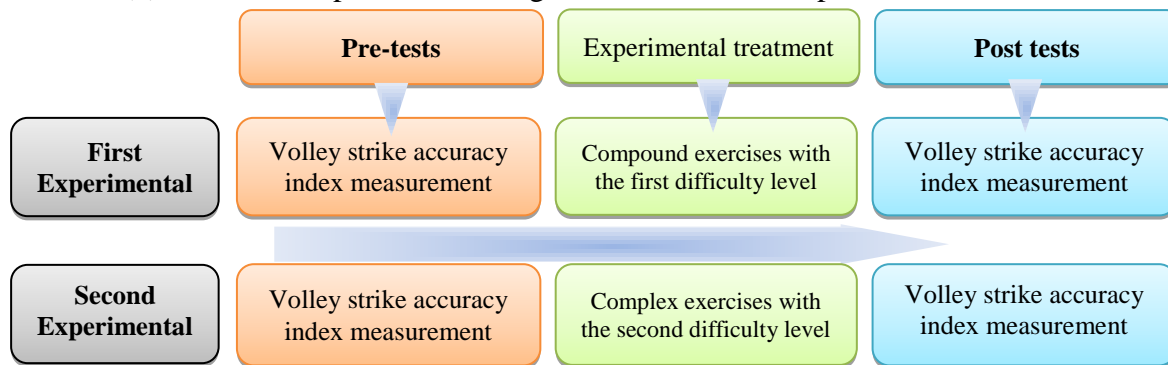 Pre-tests
Experimental treatment
Post tests
First
Experimental
Volley strike accuracy
index measurement
Compound exercises with
the first difficulty level
Volley strike accuracy
index measurement
Second
Experimental
Volley strike accuracy
index measurement
Complex exercises with
the second difficulty level
Volley strike accuracy
index measurement